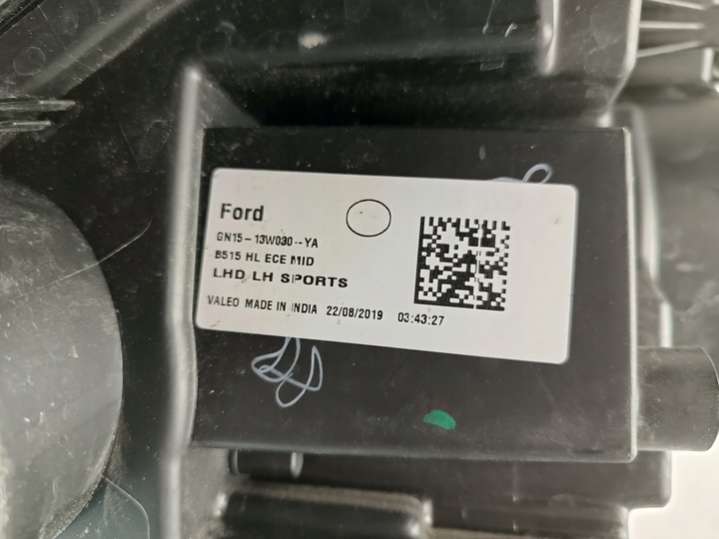 Ford
GN15-13W030-YA
B515 HL ECE MID
LHD LH SPORTS
VALEO MADE IN INDIA 22/08/2019 03:43:27